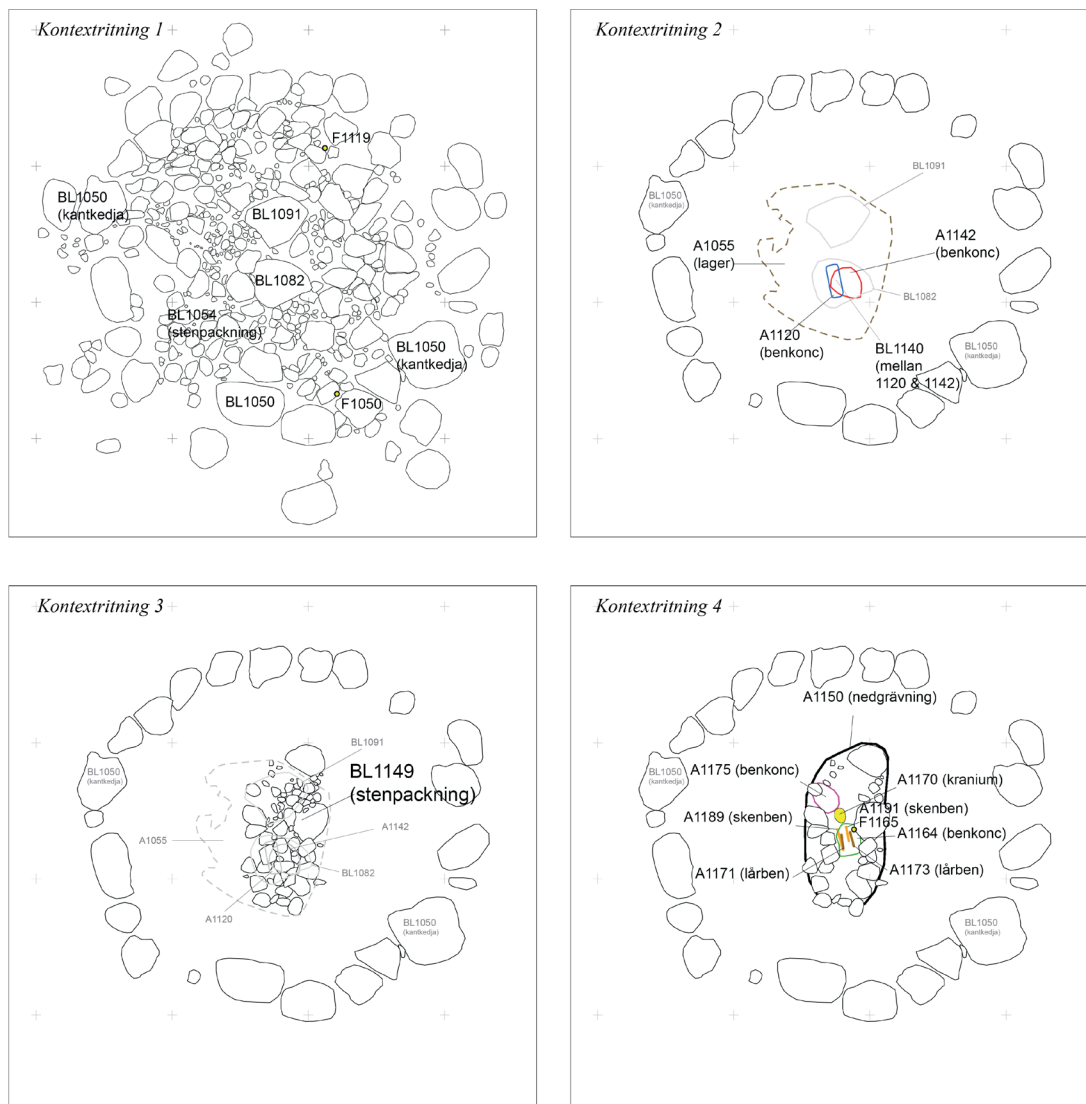 Kontextritning 1
F1119
BL1050
(kantkedja)
BL1091
BL1082
BL1054
(stenpackning)
BL1050
(kantkedja)
BL1050
F1050
Kontextritning 2
BL1091
BL1050
(kantkedja)
A1055
(lager)
A1142
(benkonc)
BL1082
A1120
(benkonc)
BL1140
(mellan
1120 & 1142)
BL1050
(kantkedja)
Kontextritning 3
BL1091
BL1149
(stenpackning)
BL1050
(kantkedja)
A1055
A1142
BL1082
A1120
BL1050
(kantkedja)
Kontextritning 4
A1150 (nedgrävning)
BL1050
(kantkedja)
A1175 (benkonc)
A1170 (kranium)
A1191 (skenben)
A1189 (skenben)
F1165
A1164 (benkonc)
A1171 (lårben)
A1173 (lårben)
BL1050
(kantkedja)